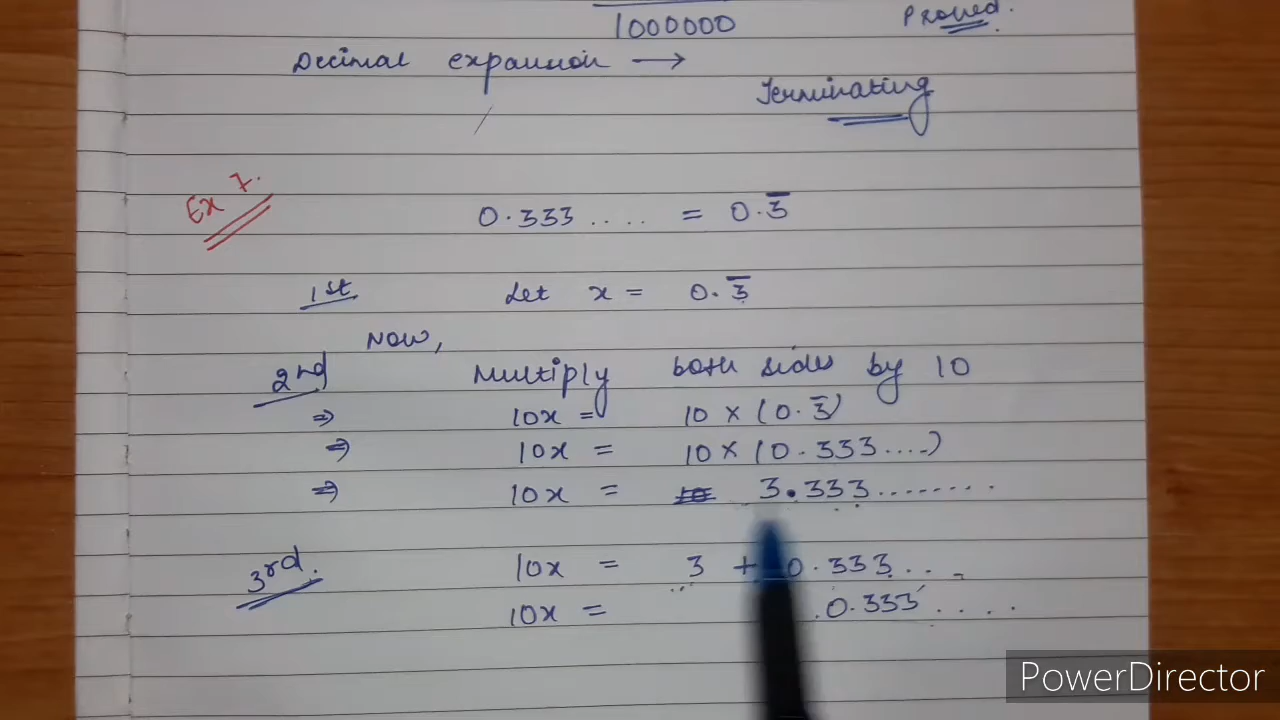 1000000 Proved.
Decimal expansion →
Terminating
Ex 7.
0.333.... = 0.3̅
1st Let x = 0.3̅
Now,
2nd Multiply both sides by 10
⇒ 10x = 10 × (0.3̅)
⇒ 10x = 10 × (0.333....)
⇒ 10x = 3.333........
3rd. 10x = 3 + 0.333...
10x = 0.333....
PowerDirector